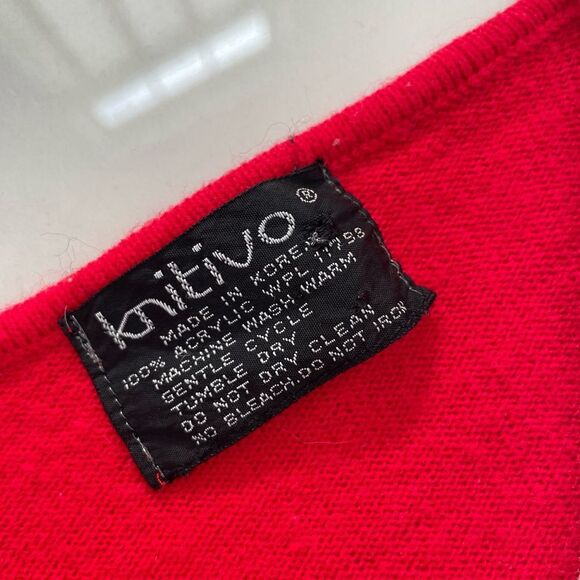 knitivo ®
MADE IN KOREA
100% ACRYLIC WPL 11798
MACHINE WASH WARM
GENTLE CYCLE
TUMBLE DRY
DO NOT DRY CLEAN
NO BLEACH.DO NOT IRON